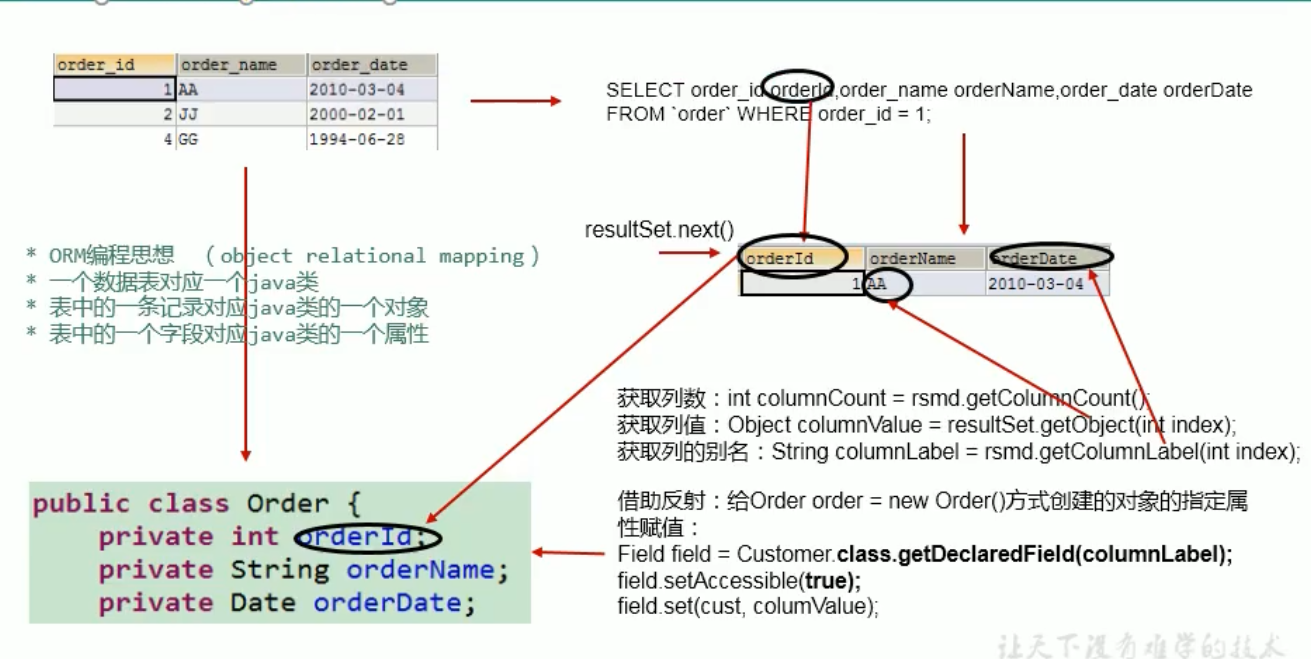 order_id order_name order_date
1 AA 2010-03-04
2 JJ 2000-02-01
4 GG 1994-06-28
SELECT order_id orderId,order_name orderName,order_date orderDate
FROM `order` WHERE order_id = 1;
resultSet.next()
orderId orderName orderDate
1 AA 2010-03-04
* ORM编程思想 （object relational mapping）
* 一个数据表对应一个java类
* 表中的一条记录对应java类的一个对象
* 表中的一个字段对应java类的一个属性
获取列数：int columnCount = rsmd.getColumnCount();
获取列值：Object columnValue = resultSet.getObject(int index);
获取列的别名：String columnLabel = rsmd.getColumnLabel(int index);
借助反射：给Order order = new Order()方式创建的对象的指定属
性赋值：
Field field = Customer.class.getDeclaredField(columnLabel);
field.setAccessible(true);
field.set(cust, columValue);
public class Order {
private int orderId;
private String orderName;
private Date orderDate;
让天下没有难学的技术